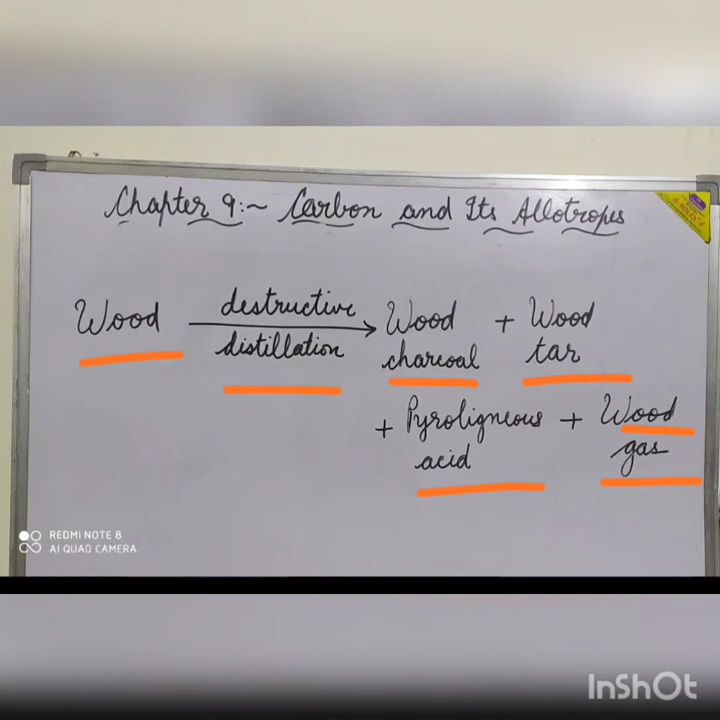 Chapter 9:~ Carbon and Its Allotropes
Wood destructive distillation Wood charcoal + Wood tar
+ Pyroligneous acid + Wood gas
REDMI NOTE 8
AI QUAD CAMERA
InShOt